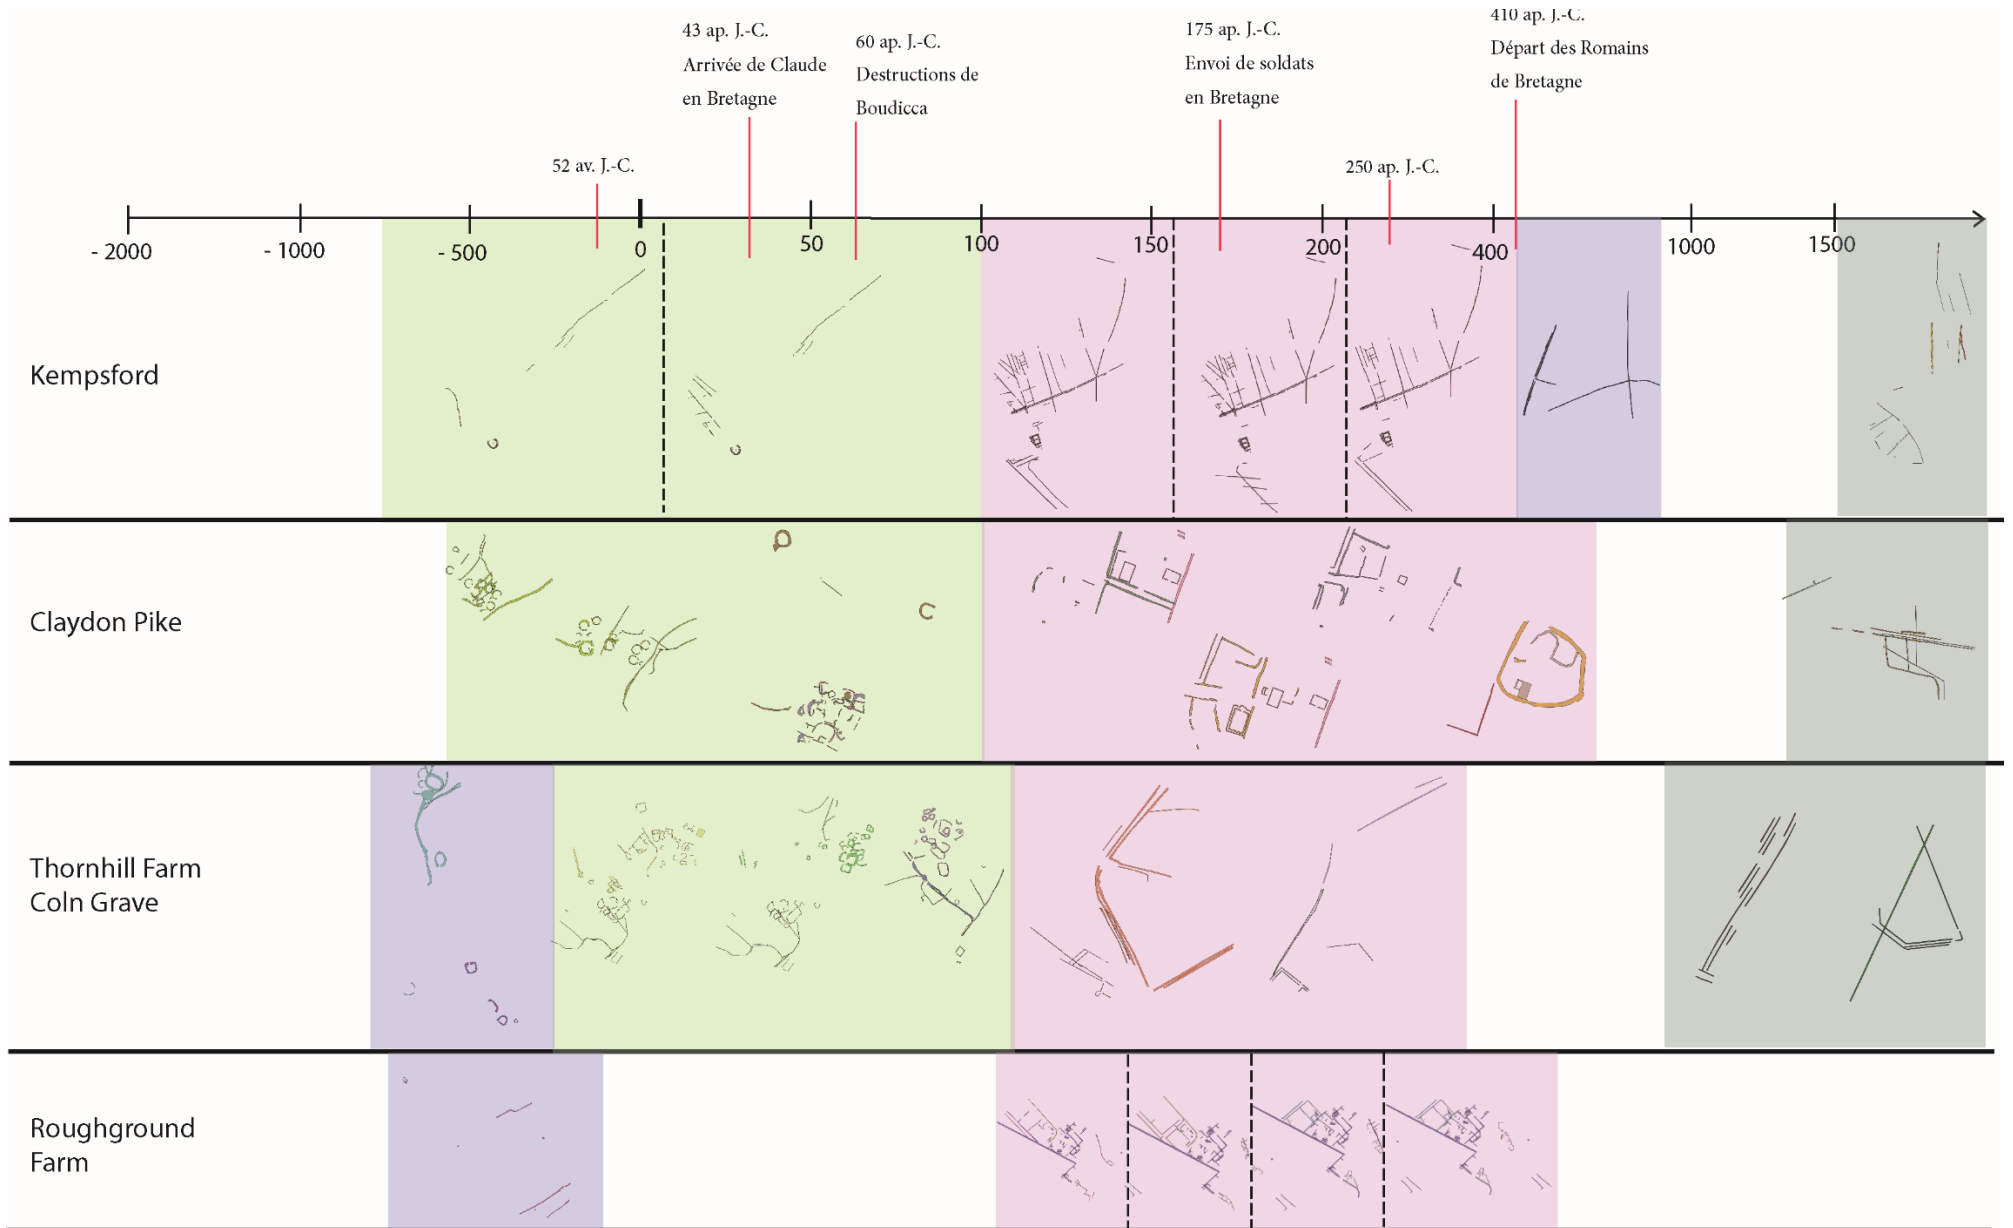 43 ap. J.-C.
Arrivée de Claude
en Bretagne
60 ap. J.-C.
Destructions de
Boudicca
175 ap. J.-C.
Envoi de soldats
en Bretagne
410 ap. J.-C.
Départ des Romains
de Bretagne
52 av. J.-C.
250 ap. J.-C.
- 2000
- 1000
- 500
0
50
100
150
200
400
1000
1500
Kempsford
Claydon Pike
Thornhill Farm
Coln Grave
Roughground
Farm